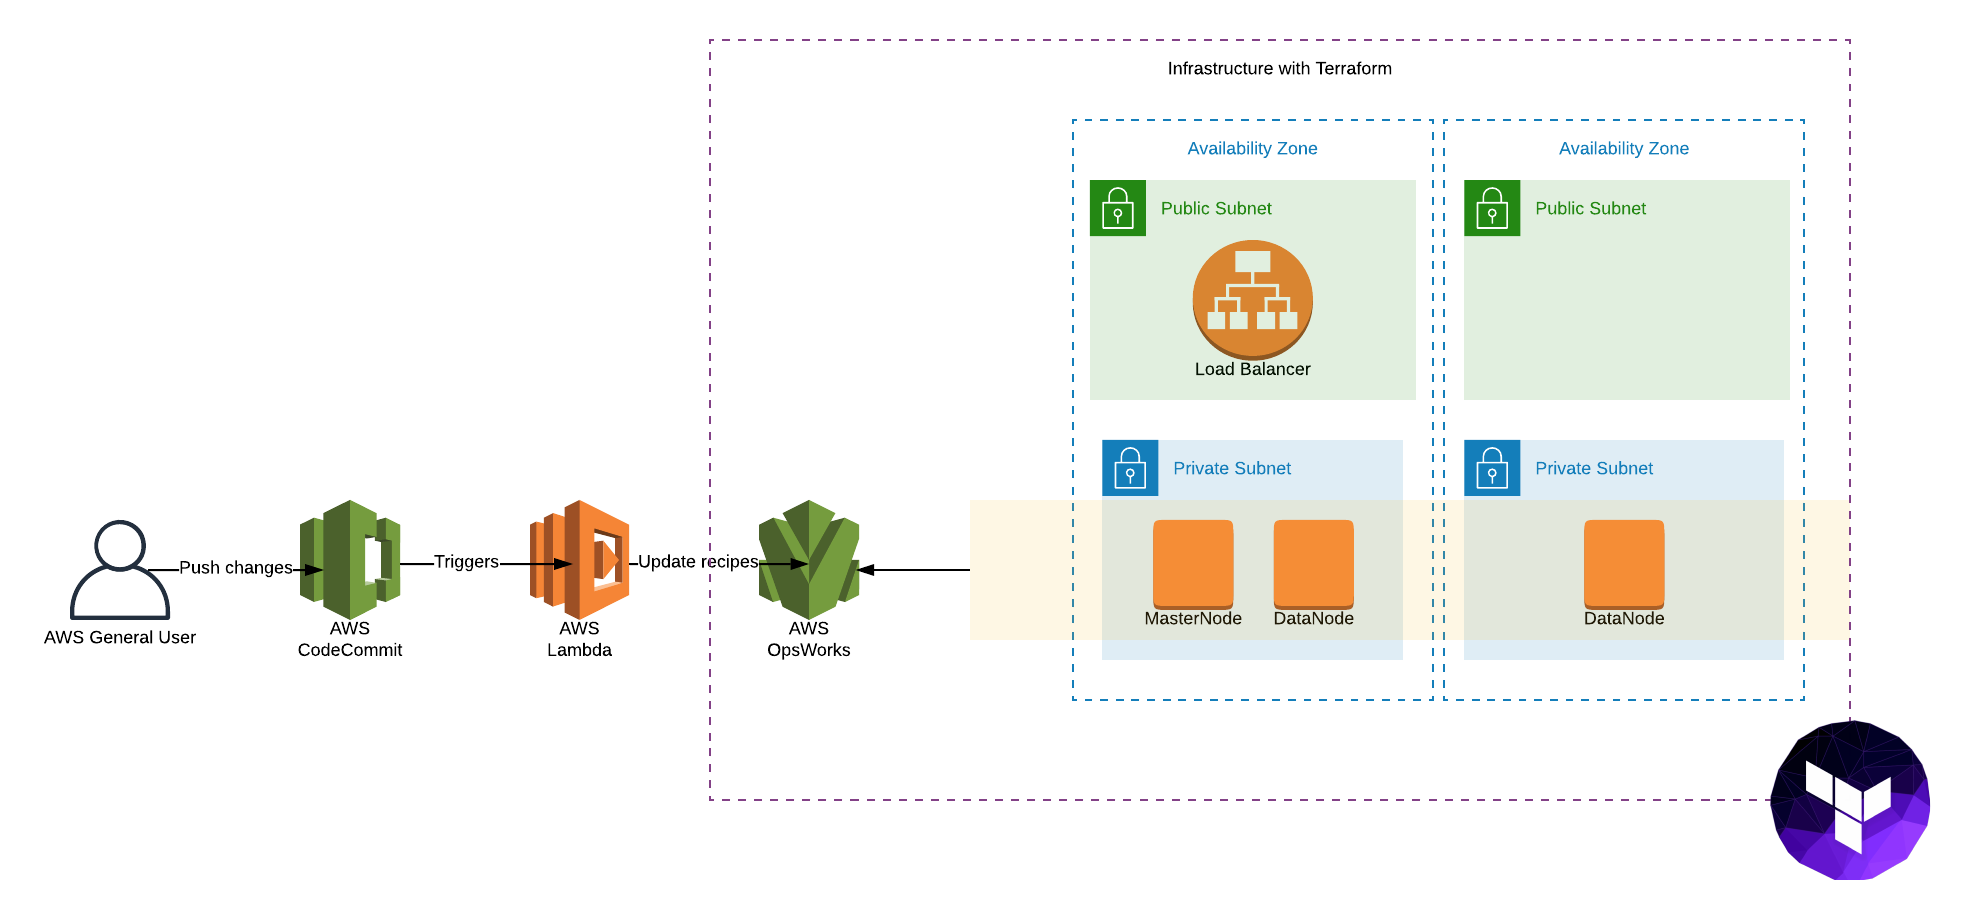 Infrastructure with Terraform
Availability Zone
Availability Zone
Public Subnet
Public Subnet
Load Balancer
Private Subnet
Private Subnet
Push changes
Triggers
Update recipes
MasterNode
DataNode
DataNode
AWS General User
AWS
CodeCommit
AWS
Lambda
AWS
OpsWorks